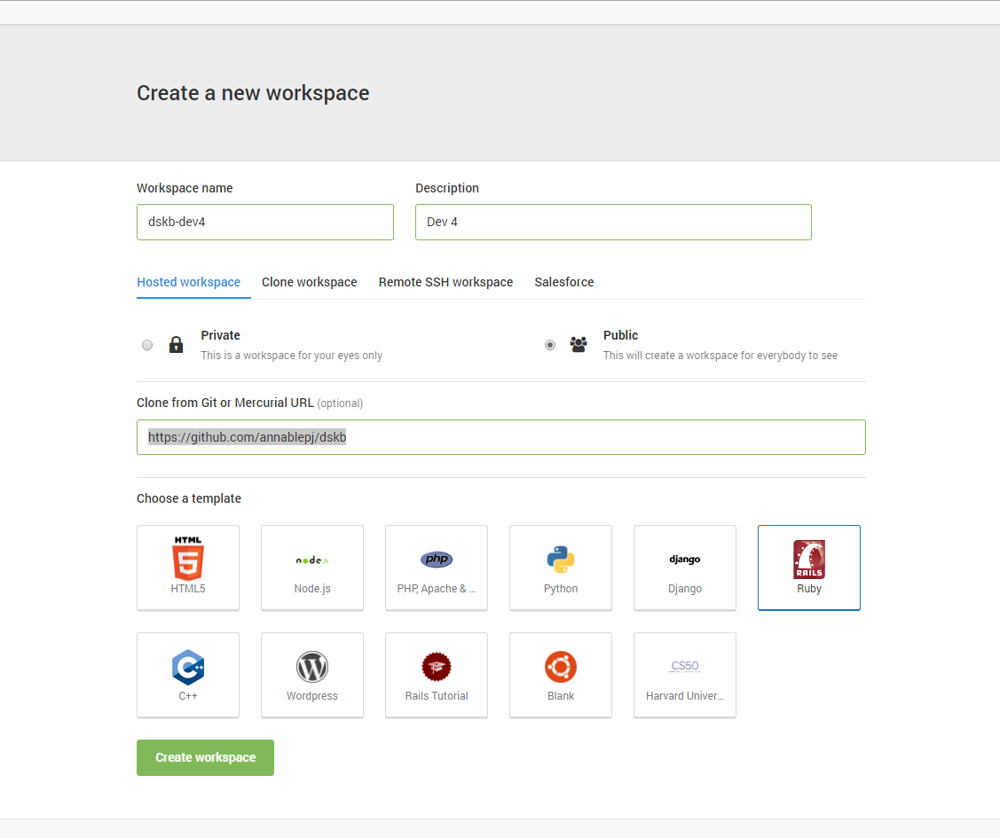 Create a new workspace
Workspace name Description
dskb-dev4 Dev 4
Hosted workspace Clone workspace Remote SSH workspace Salesforce
Private Public
This is a workspace for your eyes only This will create a workspace for everybody to see
Clone from Git or Mercurial URL (optional)
https://github.com/annablepj/dskb
Choose a template
HTML 5 node php django RAILS
HTML5 Node.js PHP, Apache & ... Python Django Ruby
C++ W CS50
C++ Wordpress Rails Tutorial Blank Harvard Univer...
Create workspace